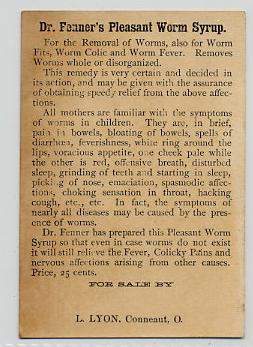 Dr. Fenner's Pleasant Worm Syrup.
For the Removal of Worms, also for Worm
Fits, Worm Colic and Worm Fever. Removes
Worms whole or disorganized.
This remedy is very certain and decided in
its action, and may be given with the assurance
of obtaining speedy relief from the above affec-
tions.
All mothers are familiar with the symptoms
of worms in children. They are, in brief,
pain in bowels, bloating of bowels, spells of
diarrhœa, feverishness, white ring around the
lips, voracious appetite, one cheek pale while
the other is red, offensive breath, disturbed
sleep, grinding of teeth and starting in sleep,
picking of nose, emaciation, spasmodic affec-
tions, choking sensation in throat, hacking
cough, etc., etc. In fact, the symptoms of
nearly all diseases may be caused by the pres-
ence of worms.
Dr. Fenner has prepared this Pleasant Worm
Syrup so that even in case worms do not exist
it will still relieve the Fever, Colicky Pains and
nervous affections arising from other causes.
Price, 25 cents.
FOR SALE BY
L. LYON, Conneaut, O.